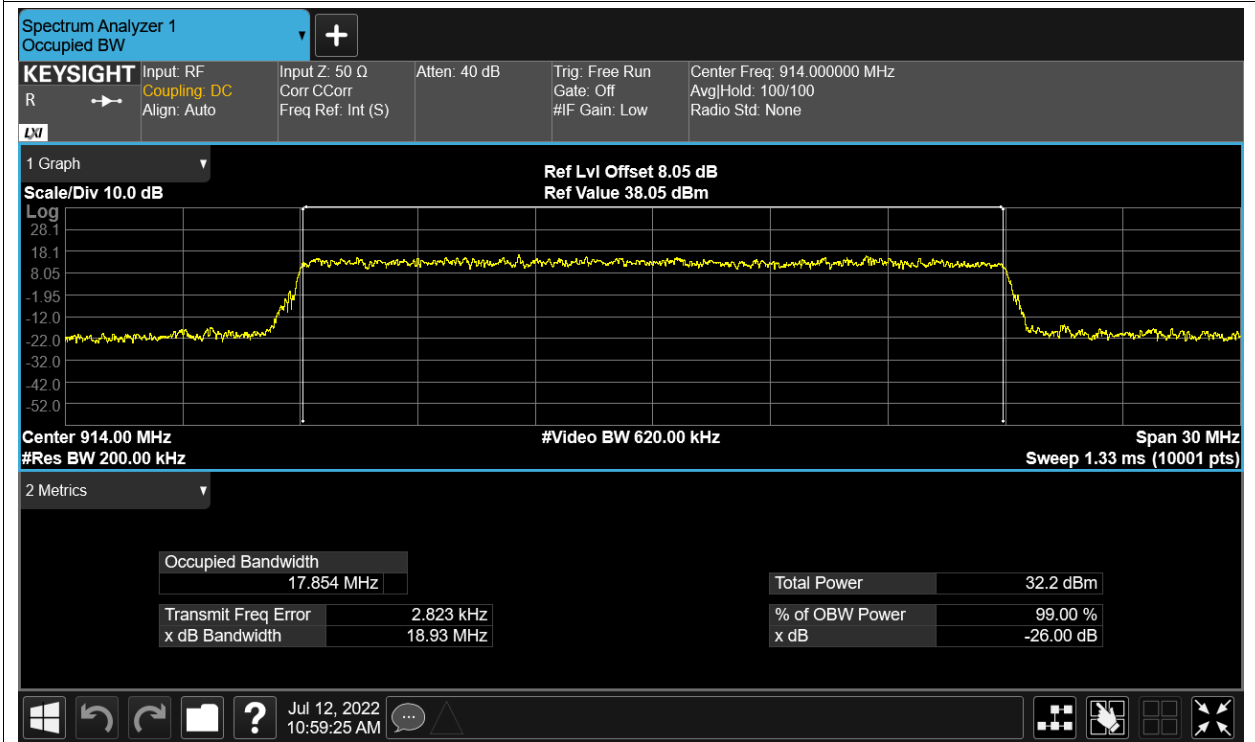 Spectrum Analyzer 1
Occupied BW
KEYSIGHT
R
LXI
Input: RF
Coupling: DC
Align: Auto
Input Z: 50 Ω
Corr CCorr
Freq Ref: Int (S)
Atten: 40 dB
Trig: Free Run
Gate: Off
#IF Gain: Low
Center Freq: 914.000000 MHz
Avg|Hold: 100/100
Radio Std: None
1 Graph
Scale/Div 10.0 dB
Ref Lvl Offset 8.05 dB
Ref Value 38.05 dBm
Log
28.1
18.1
8.05
-1.95
-12.0
-22.0
-32.0
-42.0
-52.0
Center 914.00 MHz
#Res BW 200.00 kHz
#Video BW 620.00 kHz
Span 30 MHz
Sweep 1.33 ms (10001 pts)
2 Metrics
Occupied Bandwidth
17.854 MHz
Transmit Freq Error 2.823 kHz
x dB Bandwidth 18.93 MHz
Total Power 32.2 dBm
% of OBW Power 99.00 %
x dB -26.00 dB
?
Jul 12, 2022
10:59:25 AM